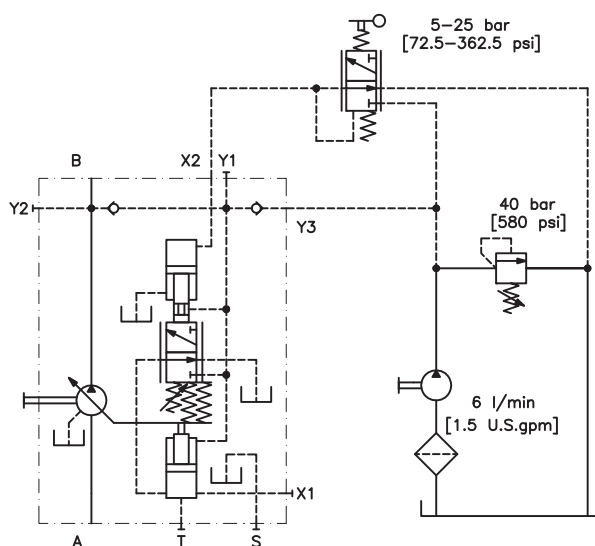 5-25 bar
[72.5-362.5 psi]
B
X2
Y1
Y2
Y3
40 bar
[580 psi]
6 l/min
[1.5 U.S.gpm]
X1
A
T
S